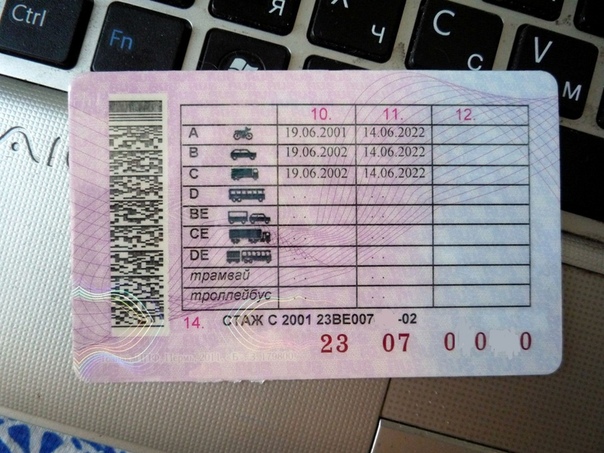 Ctrl
Fn
Я
Ч
C
С
V
М
10. 11. 12.
A 19.06.2001 14.06.2022
B 19.06.2002 14.06.2022
C 19.06.2002 14.06.2022
D
BE
CE
DE
трамвай
троллейбус
14. СТАЖ С 2001 23ВЕ007 -02
23 07 0 0 0